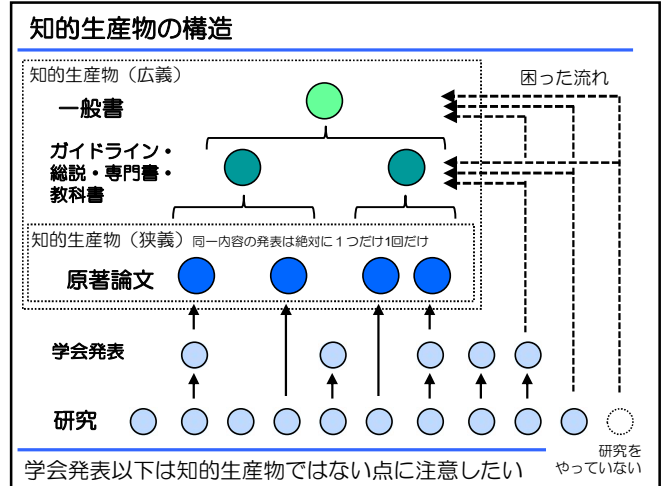 知的生産物の構造
知的生産物（広義）
困った流れ
一般書
ガイドライン・
総説・専門書・
教科書
知的生産物（狭義）同一内容の発表は絶対に１つだけ1回だけ
原著論文
学会発表
研究
研究を
やっていない
学会発表以下は知的生産物ではない点に注意したい